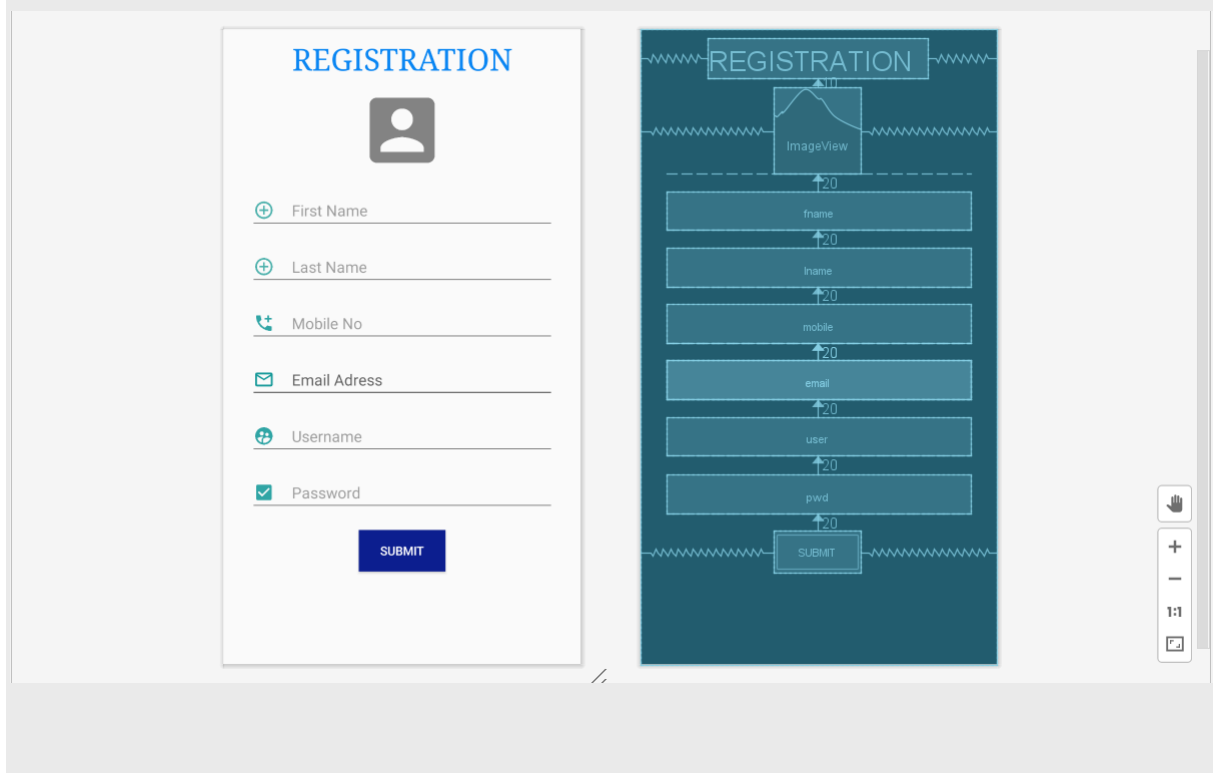 REGISTRATION
First Name
Last Name
Mobile No
Email Adress
Username
Password
SUBMIT
REGISTRATION
10
ImageView
20
fname
20
lname
20
mobile
20
email
20
user
20
pwd
20
SUBMIT
1:1